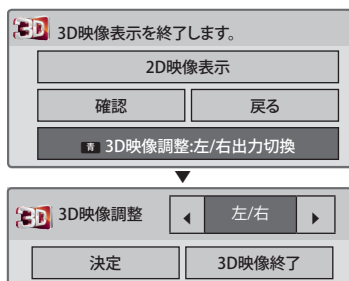 3D 3D映像表示を終了します。
2D映像表示
確認 戻る
青 3D映像調整:左/右出力切換
▼
3D 3D映像調整 ◀ 左/右 ▶
決定 3D映像終了